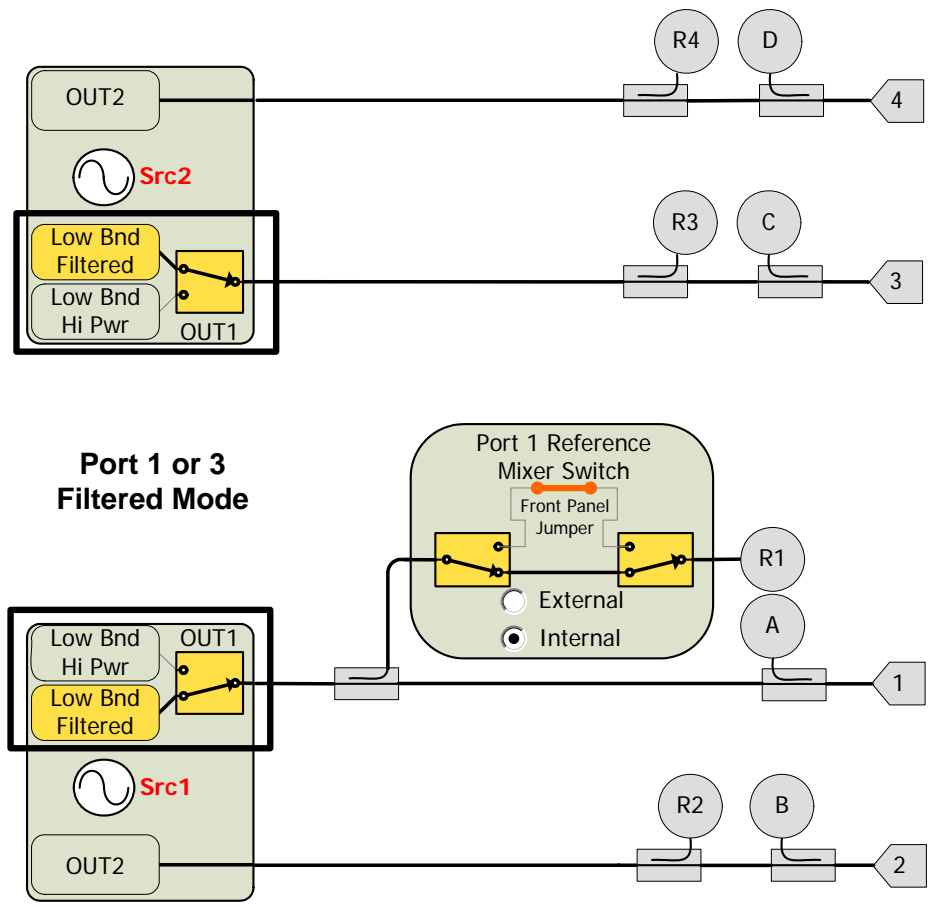 R4
D
OUT2
4
Src2
Low Bnd
Filtered
R3
C
3
Low Bnd
Hi Pwr
OUT1
Port 1 or 3
Filtered Mode
Port 1 Reference
Mixer Switch
Front Panel
Jumper
R1
External
Internal
A
Low Bnd
Hi Pwr
OUT1
Low Bnd
Filtered
1
Src1
R2
B
OUT2
2